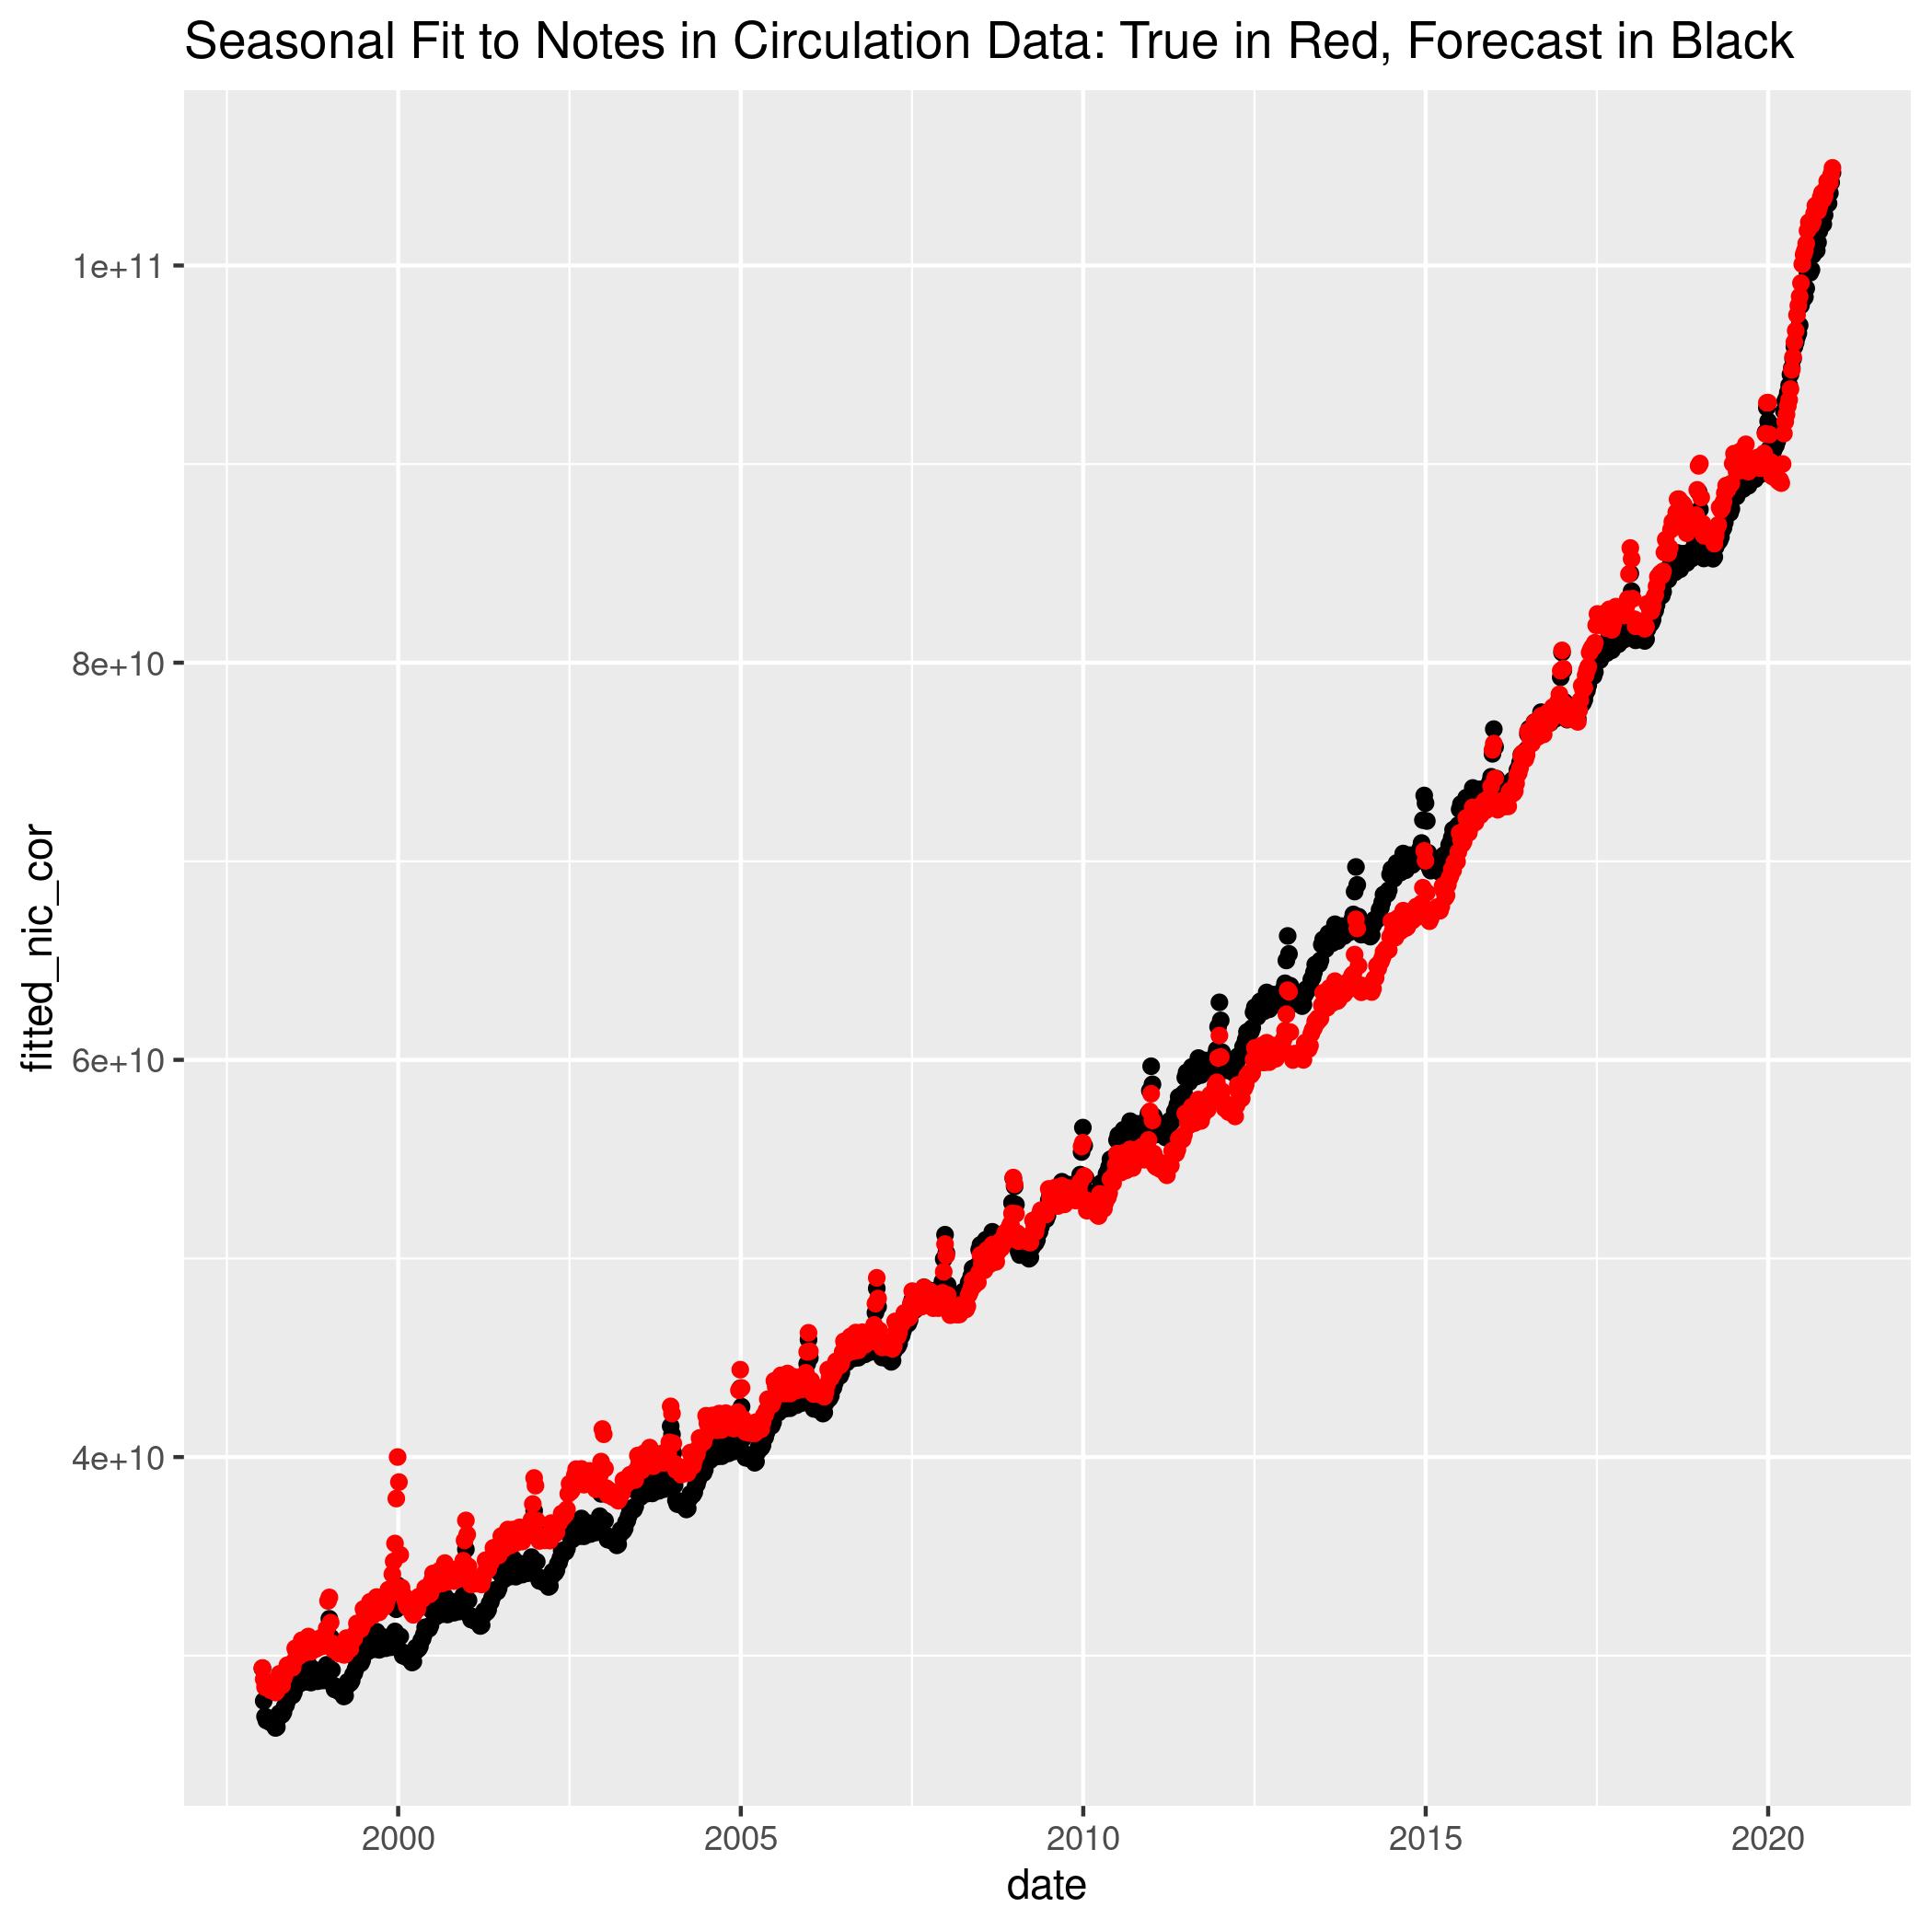 Seasonal Fit to Notes in Circulation Data: True in Red, Forecast in Black
fitted_nic_cor
1e+11
8e+10
6e+10
4e+10
2000 2005 2010 2015 2020
date